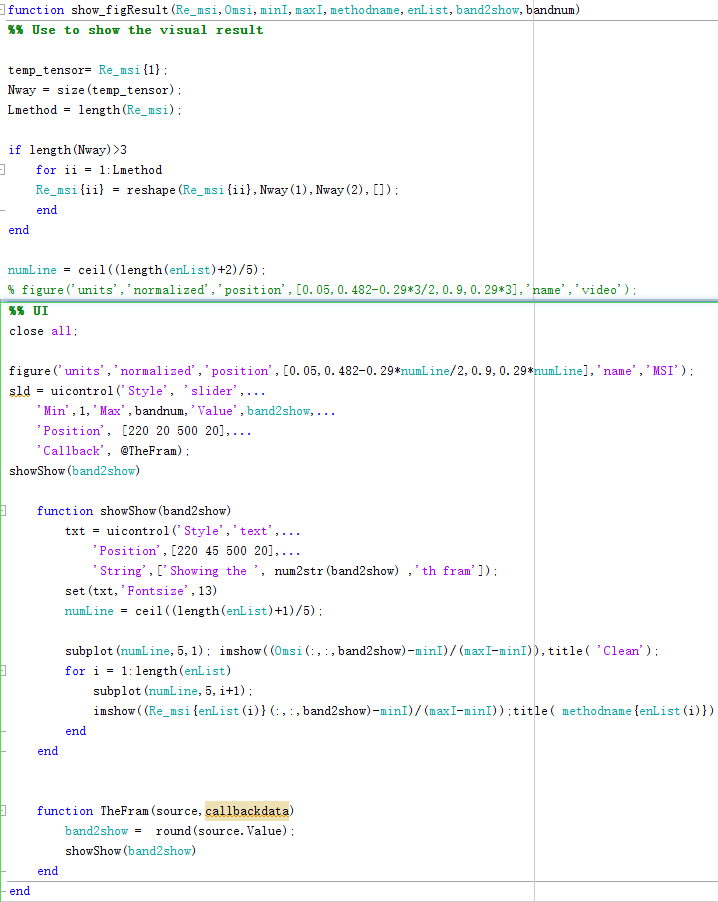 function show_figResult(Re_msi,Omsi,minI,maxI,methodname,enList,band2show,bandnum)
%% Use to show the visual result
temp_tensor= Re_msi{1};
Nway = size(temp_tensor);
Lmethod = length(Re_msi);
if length(Nway)>3
    for ii = 1:Lmethod
    Re_msi{ii} = reshape(Re_msi{ii},Nway(1),Nway(2),[]);
    end
end
numLine = ceil((length(enList)+2)/5);
% figure('units','normalized','position',[0.05,0.482-0.29*3/2,0.9,0.29*3],'name','video');
%% UI
close all;
figure('units','normalized','position',[0.05,0.482-0.29*numLine/2,0.9,0.29*numLine],'name','MSI');
sld = uicontrol('Style', 'slider',...
    'Min',1,'Max',bandnum,'Value',band2show,...
    'Position', [220 20 500 20],...
    'Callback', @TheFram);
showShow(band2show)
    function showShow(band2show)
        txt = uicontrol('Style','text',...
            'Position',[220 45 500 20],...
            'String',['Showing the ', num2str(band2show) ,'th fram']);
        set(txt,'Fontsize',13)
        numLine = ceil((length(enList)+1)/5);
        subplot(numLine,5,1); imshow((Omsi(:,:,band2show)-minI)/(maxI-minI)),title( 'Clean');
        for i = 1:length(enList)
            subplot(numLine,5,i+1);
            imshow((Re_msi{enList(i)}(:,:,band2show)-minI)/(maxI-minI));title( methodname{enList(i)})
        end
    end
    function TheFram(source,callbackdata)
        band2show =  round(source.Value);
        showShow(band2show)
    end
end